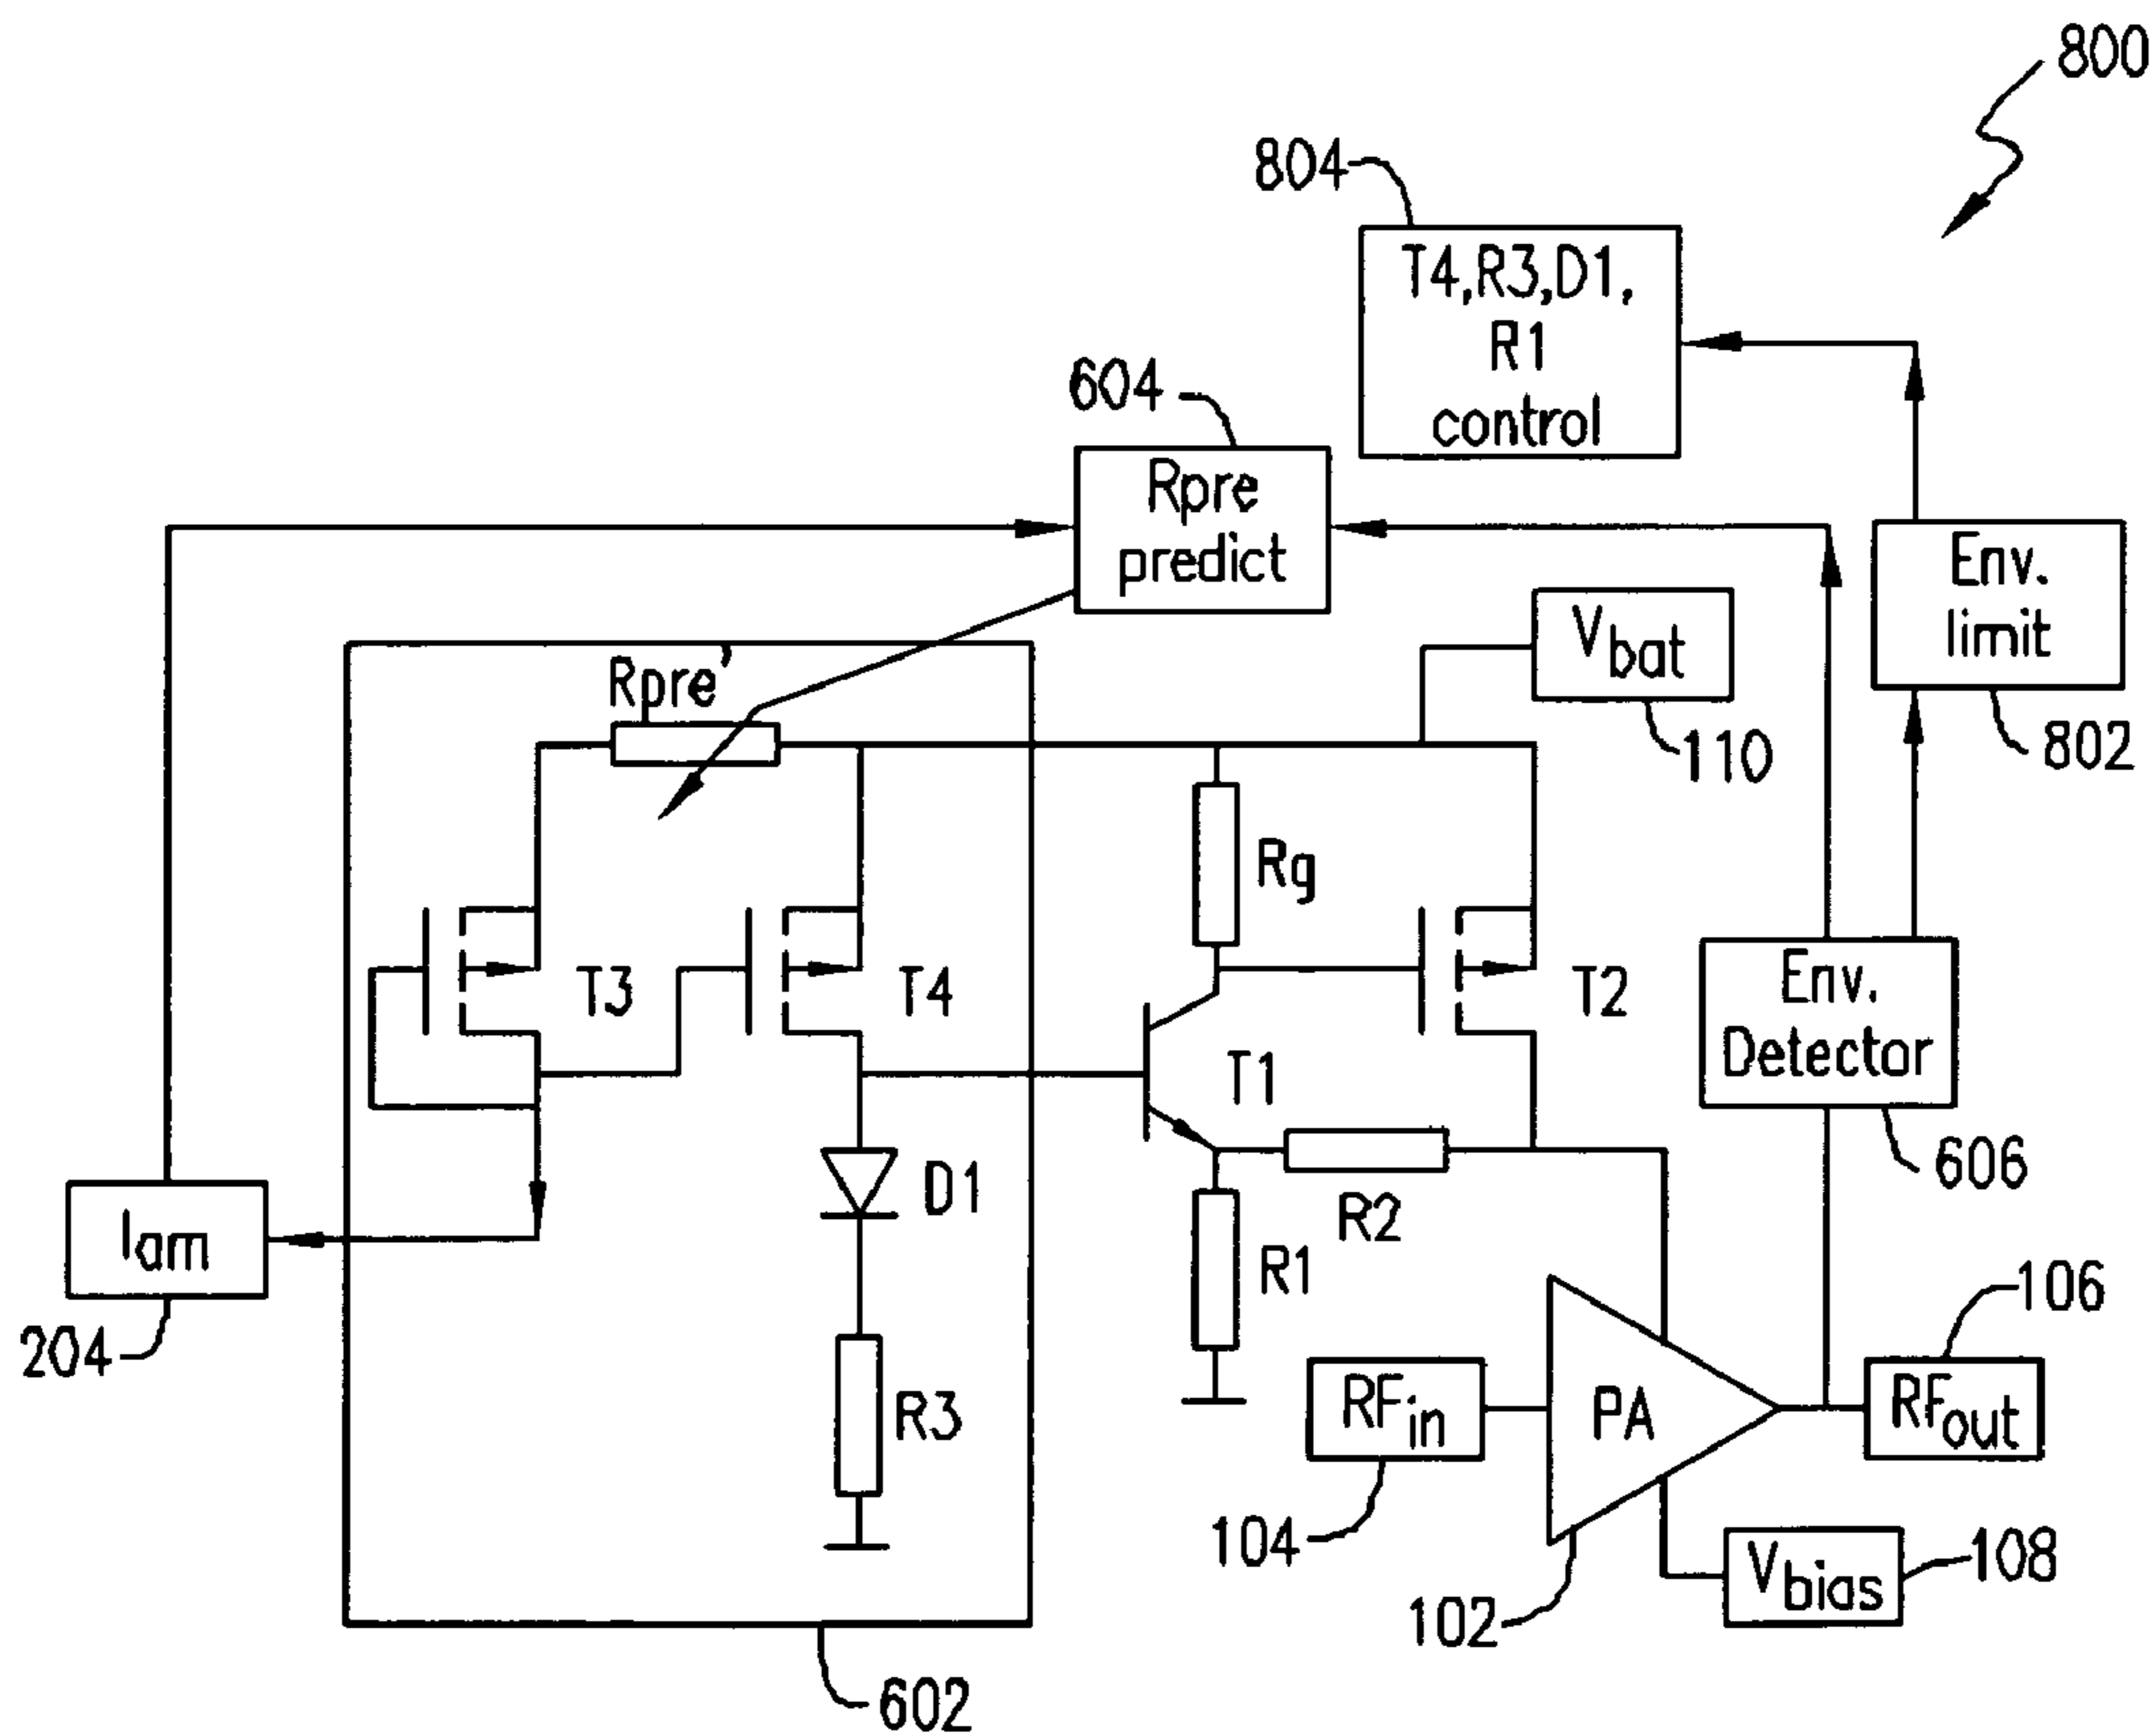 800
804
T4,R3,D1,
R1
control
604
Rpre
predict
Env.
limit
802
Vbat
110
Rpre'
Rg
T3
T4
T2
Env.
Detector
606
T1
D1
R2
Iam
204
R1
R3
106
RFin
PA
RFout
104
102
Vbias
108
602